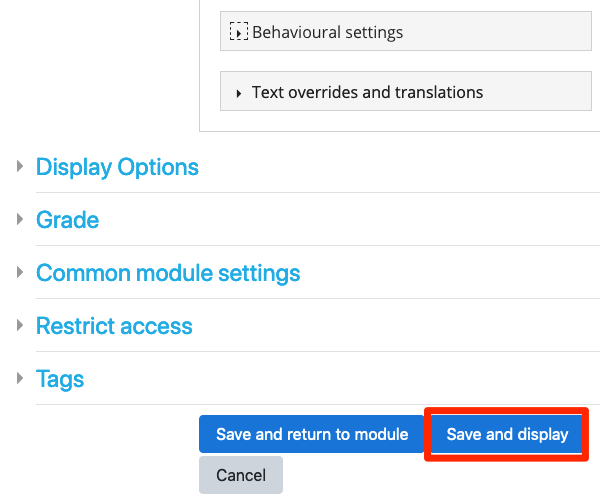 Behavioural settings
Text overrides and translations
Display Options
Grade
Common module settings
Restrict access
Tags
Save and return to module Save and display
Cancel